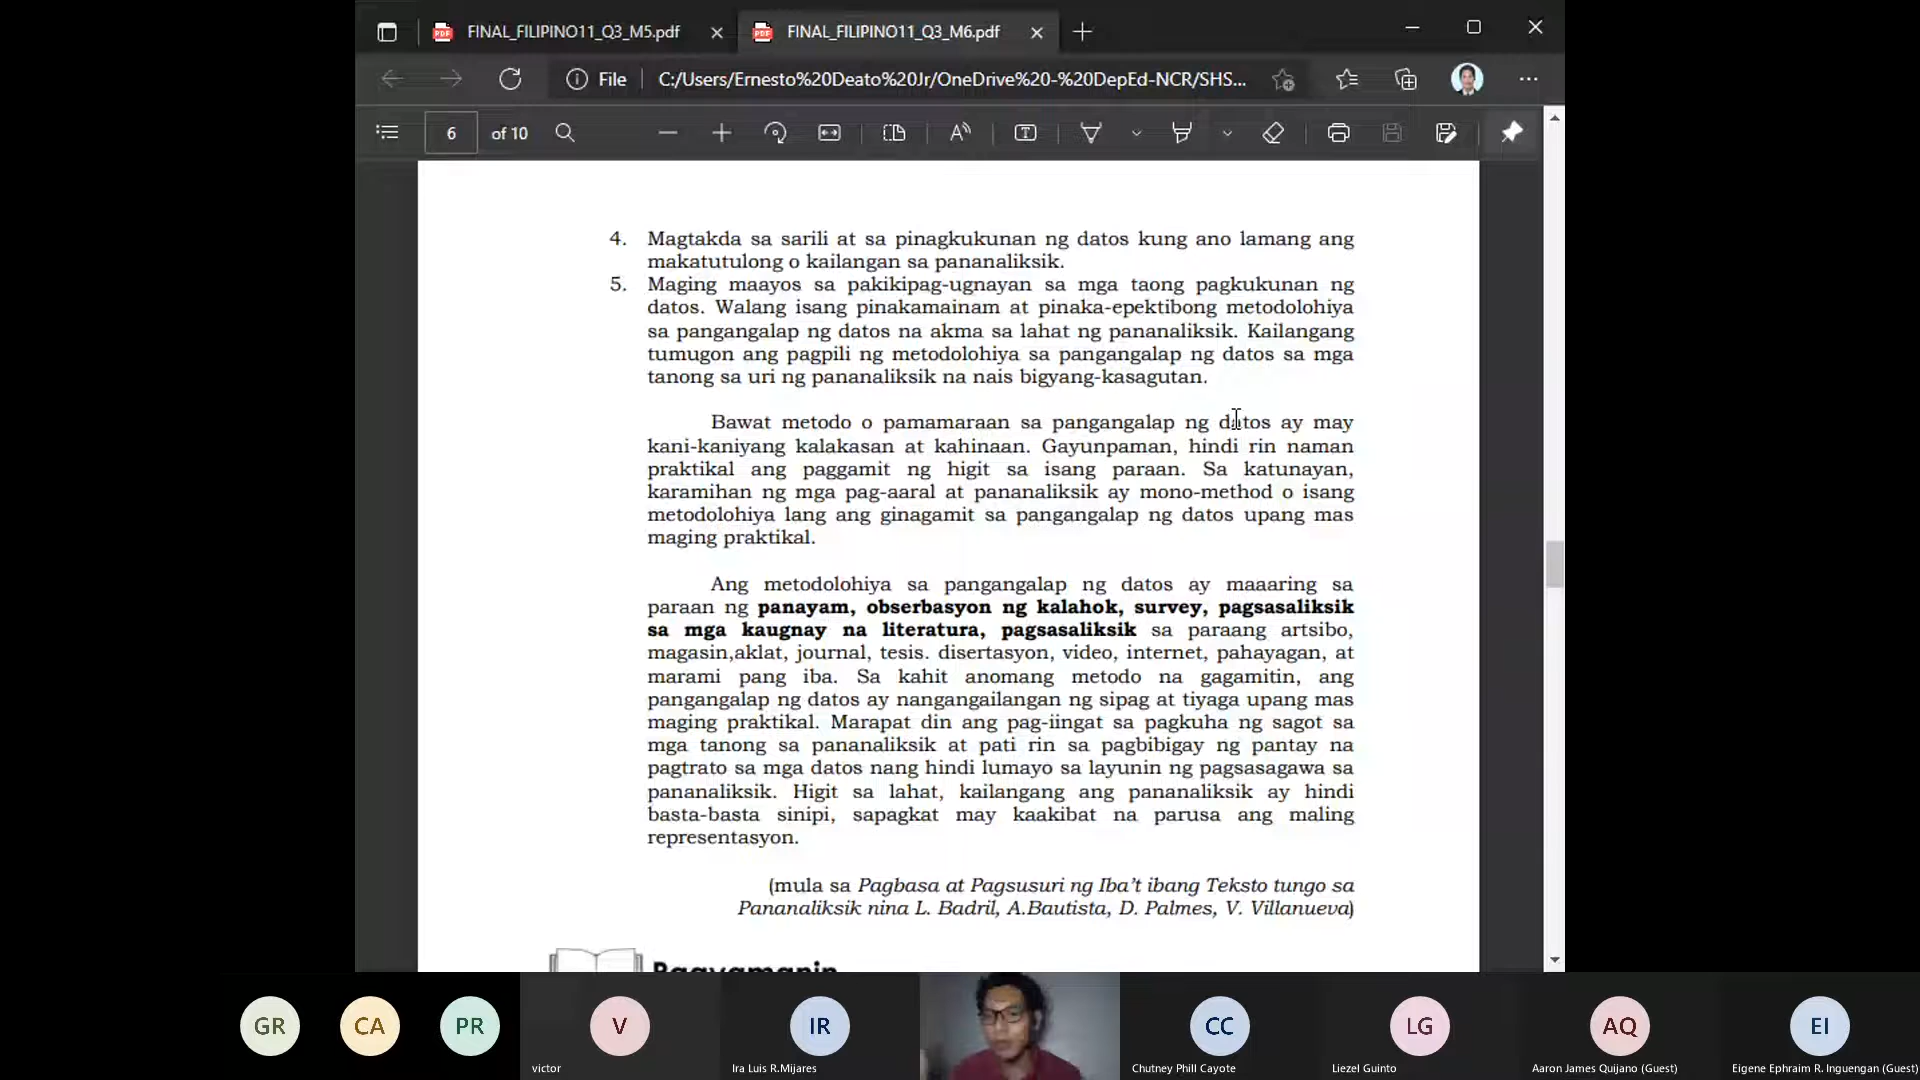 FINAL_FILIPINO11_Q3_M5.pdf
FINAL_FILIPINO11_Q3_M6.pdf
File
C:/Users/Ernesto%20Deato%20Jr/OneDrive%20-%20DepEd-NCR/SHS...
6 of 10
4. Magtakda sa sarili at sa pinagkukunan ng datos kung ano lamang ang
makatutulong o kailangan sa pananaliksik.
5. Maging maayos sa pakikipag-ugnayan sa mga taong pagkukunan ng
datos. Walang isang pinakamainam at pinaka-epektibong metodolohiya
sa pangangalap ng datos na akma sa lahat ng pananaliksik. Kailangang
tumugon ang pagpili ng metodolohiya sa pangangalap ng datos sa mga
tanong sa uri ng pananaliksik na nais bigyang-kasagutan.
Bawat metodo o pamamaraan sa pangangalap ng datos ay may
kani-kaniyang kalakasan at kahinaan. Gayunpaman, hindi rin naman
praktikal ang paggamit ng higit sa isang paraan. Sa katunayan,
karamihan ng mga pag-aaral at pananaliksik ay mono-method o isang
metodolohiya lang ang ginagamit sa pangangalap ng datos upang mas
maging praktikal.
Ang metodolohiya sa pangangalap ng datos ay maaaring sa
paraan ng panayam, obserbasyon ng kalahok, survey, pagsasaliksik
sa mga kaugnay na literatura, pagsasaliksik sa paraang artsibo,
magasin,aklat, journal, tesis. disertasyon, video, internet, pahayagan, at
marami pang iba. Sa kahit anomang metodo na gagamitin, ang
pangangalap ng datos ay nangangailangan ng sipag at tiyaga upang mas
maging praktikal. Marapat din ang pag-iingat sa pagkuha ng sagot sa
mga tanong sa pananaliksik at pati rin sa pagbibigay ng pantay na
pagtrato sa mga datos nang hindi lumayo sa layunin ng pagsasagawa sa
pananaliksik. Higit sa lahat, kailangang ang pananaliksik ay hindi
basta-basta sinipi, sapagkat may kaakibat na parusa ang maling
representasyon.
(mula sa Pagbasa at Pagsusuri ng Iba't ibang Teksto tungo sa
Pananaliksik nina L. Badril, A.Bautista, D. Palmes, V. Villanueva)
Pagyamanin
GR
CA
PR
V
IR
CC
LG
AQ
EI
victor
Ira Luis R.Mijares
Chutney Phill Cayote
Liezel Guinto
Aaron James Quijano (Guest)
Eigene Ephraim R. Inguengan (Guest)